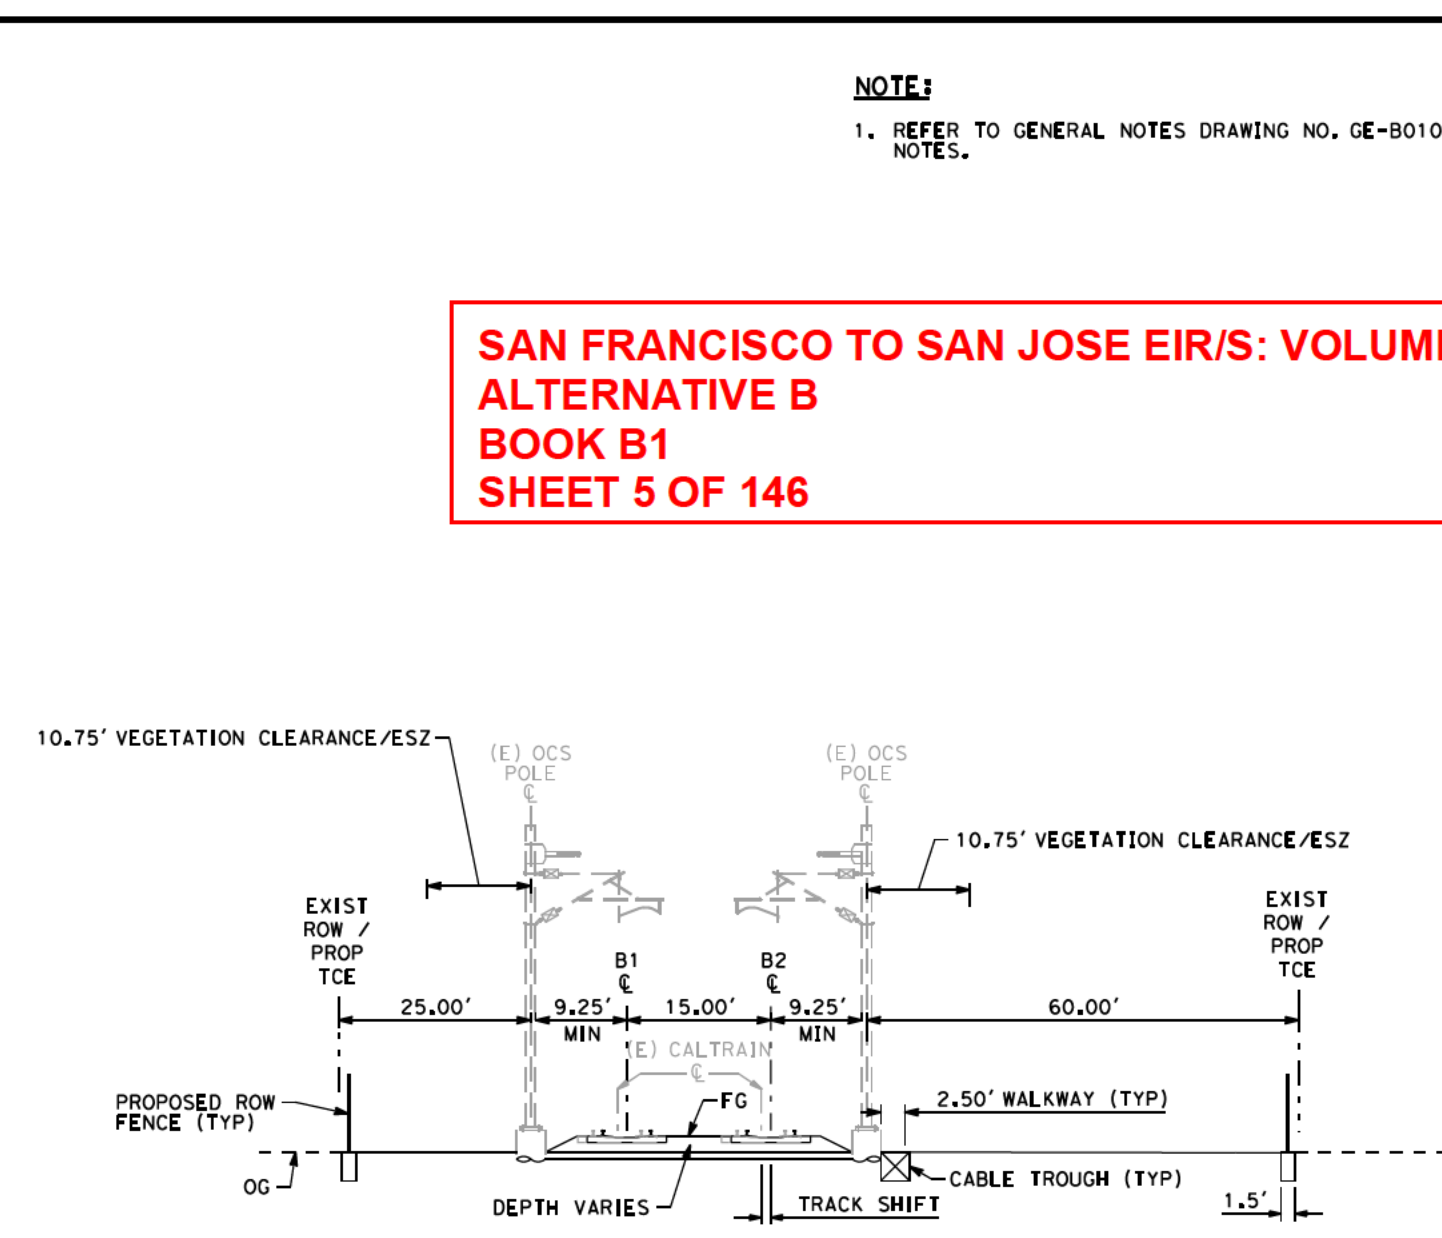 NOTE:
1. REFER TO GENERAL NOTES DRAWING NO. GE-B010
NOTES.
SAN FRANCISCO TO SAN JOSE EIR/S: VOLUM
ALTERNATIVE B
BOOK B1
SHEET 5 OF 146
10.75' VEGETATION CLEARANCE/ESZ
(E) OCS
POLE
℄
(E) OCS
POLE
℄
10.75' VEGETATION CLEARANCE/ESZ
EXIST
ROW /
PROP
TCE
EXIST
ROW /
PROP
TCE
B1
℄
B2
℄
25.00'
9.25'
MIN
15.00'
9.25'
MIN
60.00'
(E) CALTRAIN
℄
PROPOSED ROW
FENCE (TYP)
FG
2.50' WALKWAY (TYP)
OG
DEPTH VARIES
TRACK SHIFT
CABLE TROUGH (TYP)
1.5'